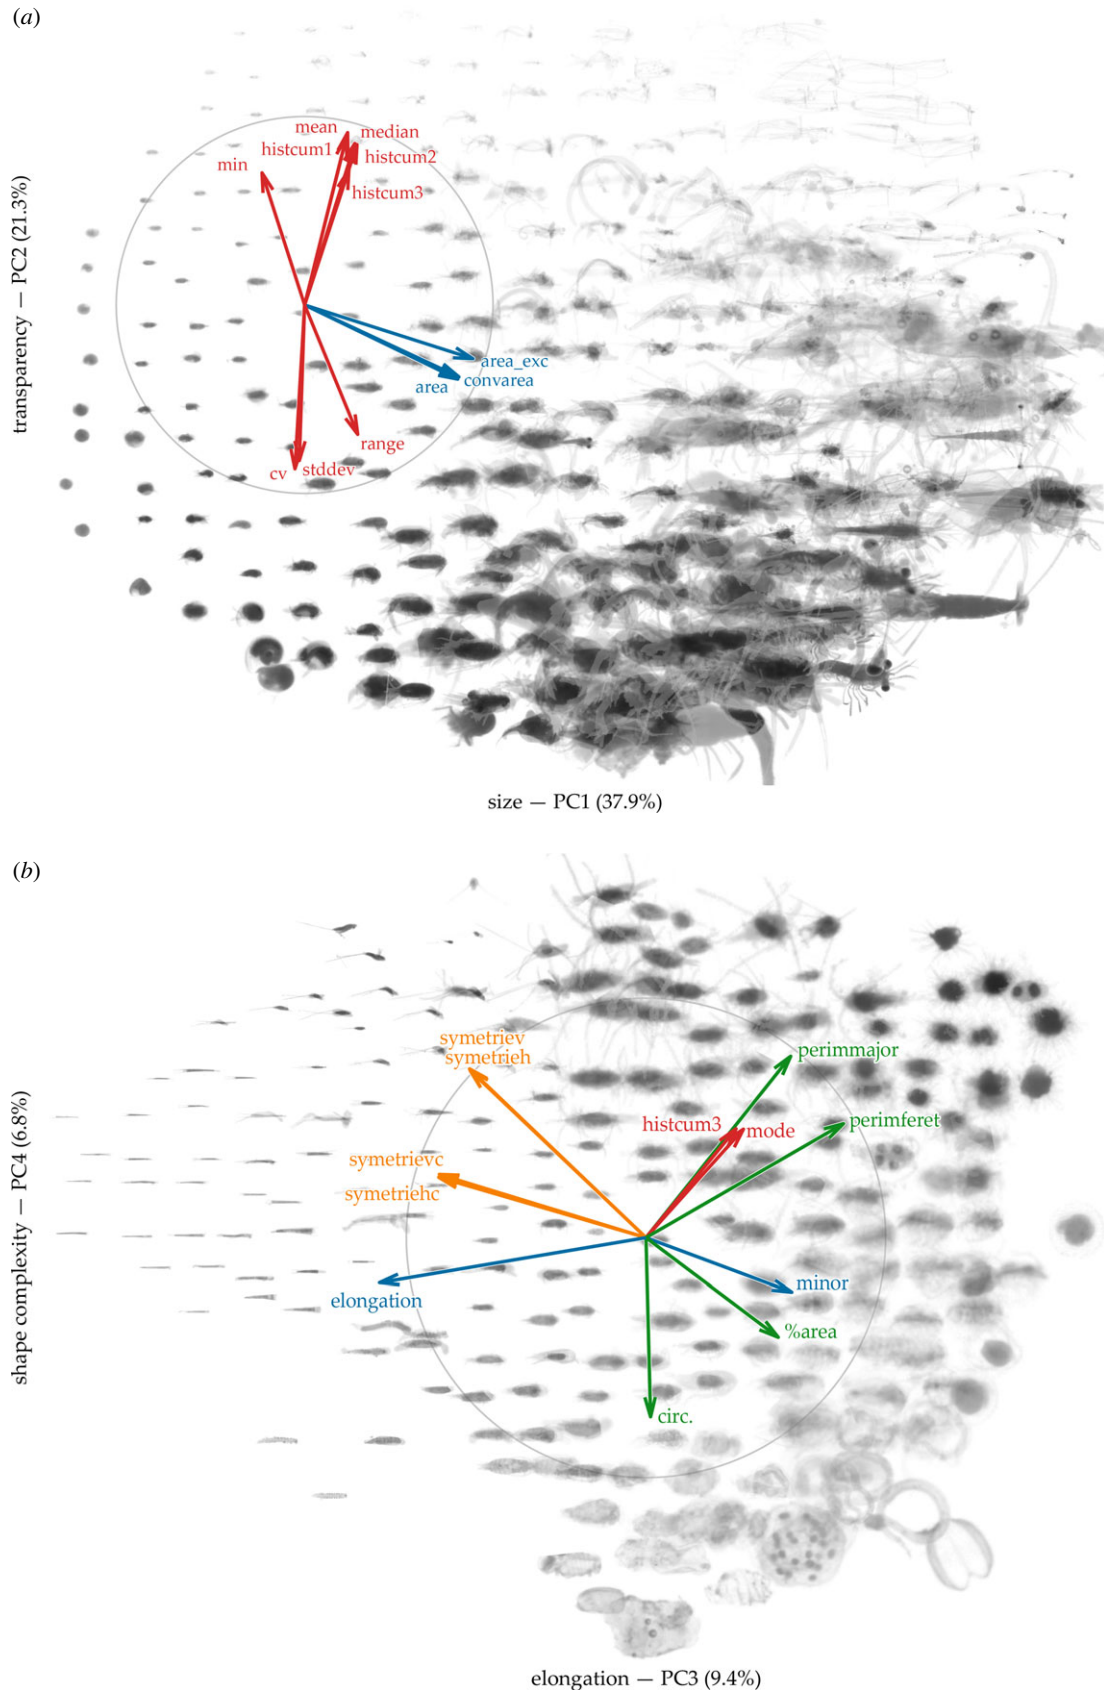 (a)
mean
median
histcum1
histcum2
min
histcum3
area_exc
area
convarea
range
cv
stddev
transparency — PC2 (21.3%)
size — PC1 (37.9%)
(b)
symetriev
symetrieh
perimmajor
histcum3
mode
perimferet
symetrievc
symetriehc
elongation
minor
%area
circ.
shape complexity — PC4 (6.8%)
elongation — PC3 (9.4%)